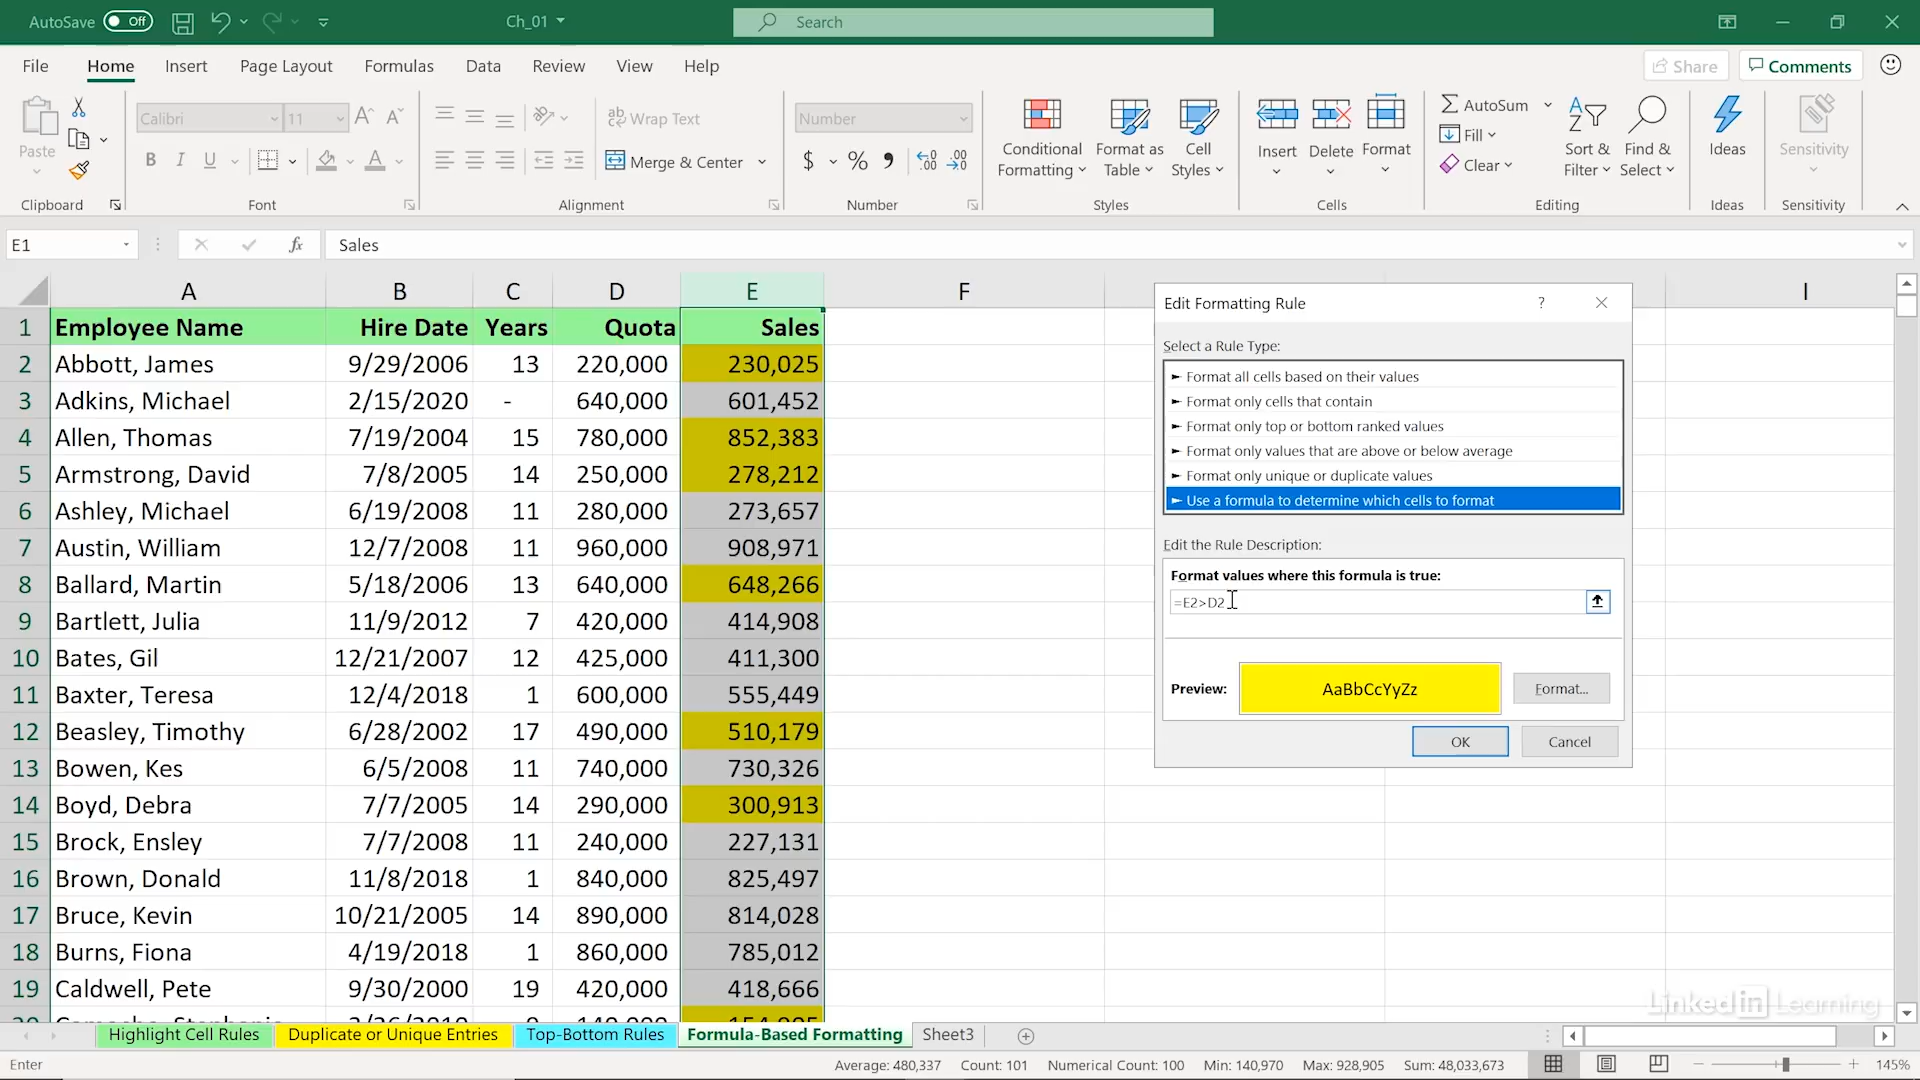 AutoSave Off Ch_01 Search
File Home Insert Page Layout Formulas Data Review View Help Share Comments
Paste Calibri 11 Wrap Text Merge & Center Number $ % Conditional Formatting Format as Table Cell Styles Insert Delete Format AutoSum Fill Clear Sort & Filter Find & Select Ideas Sensitivity
Clipboard Font Alignment Number Styles Cells Editing Ideas Sensitivity
E1 fx Sales
A B C D E F I
1 Employee Name Hire Date Years Quota Sales
2 Abbott, James 9/29/2006 13 220,000 230,025
3 Adkins, Michael 2/15/2020 - 640,000 601,452
4 Allen, Thomas 7/19/2004 15 780,000 852,383
5 Armstrong, David 7/8/2005 14 250,000 278,212
6 Ashley, Michael 6/19/2008 11 280,000 273,657
7 Austin, William 12/7/2008 11 960,000 908,971
8 Ballard, Martin 5/18/2006 13 640,000 648,266
9 Bartlett, Julia 11/9/2012 7 420,000 414,908
10 Bates, Gil 12/21/2007 12 425,000 411,300
11 Baxter, Teresa 12/4/2018 1 600,000 555,449
12 Beasley, Timothy 6/28/2002 17 490,000 510,179
13 Bowen, Kes 6/5/2008 11 740,000 730,326
14 Boyd, Debra 7/7/2005 14 290,000 300,913
15 Brock, Ensley 7/7/2008 11 240,000 227,131
16 Brown, Donald 11/8/2018 1 840,000 825,497
17 Bruce, Kevin 10/21/2005 14 890,000 814,028
18 Burns, Fiona 4/19/2018 1 860,000 785,012
19 Caldwell, Pete 9/30/2000 19 420,000 418,666
Edit Formatting Rule ?
Select a Rule Type:
► Format all cells based on their values
► Format only cells that contain
► Format only top or bottom ranked values
► Format only values that are above or below average
► Format only unique or duplicate values
► Use a formula to determine which cells to format
Edit the Rule Description:
Format values where this formula is true:
=E2>D2
Preview: AaBbCcYyZz Format...
OK Cancel
Linked in Learning
Highlight Cell Rules Duplicate or Unique Entries Top-Bottom Rules Formula-Based Formatting Sheet3
Enter Average: 480,337 Count: 101 Numerical Count: 100 Min: 140,970 Max: 928,905 Sum: 48,033,673 145%